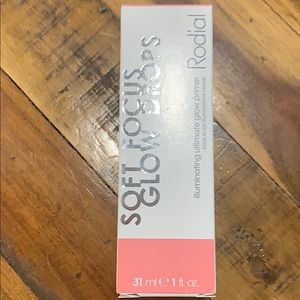 Rodial
SOFT FOCUS
GLOW DROPS
illuminating ultimate glow primer
31 ml ℮ 1 fl. oz.